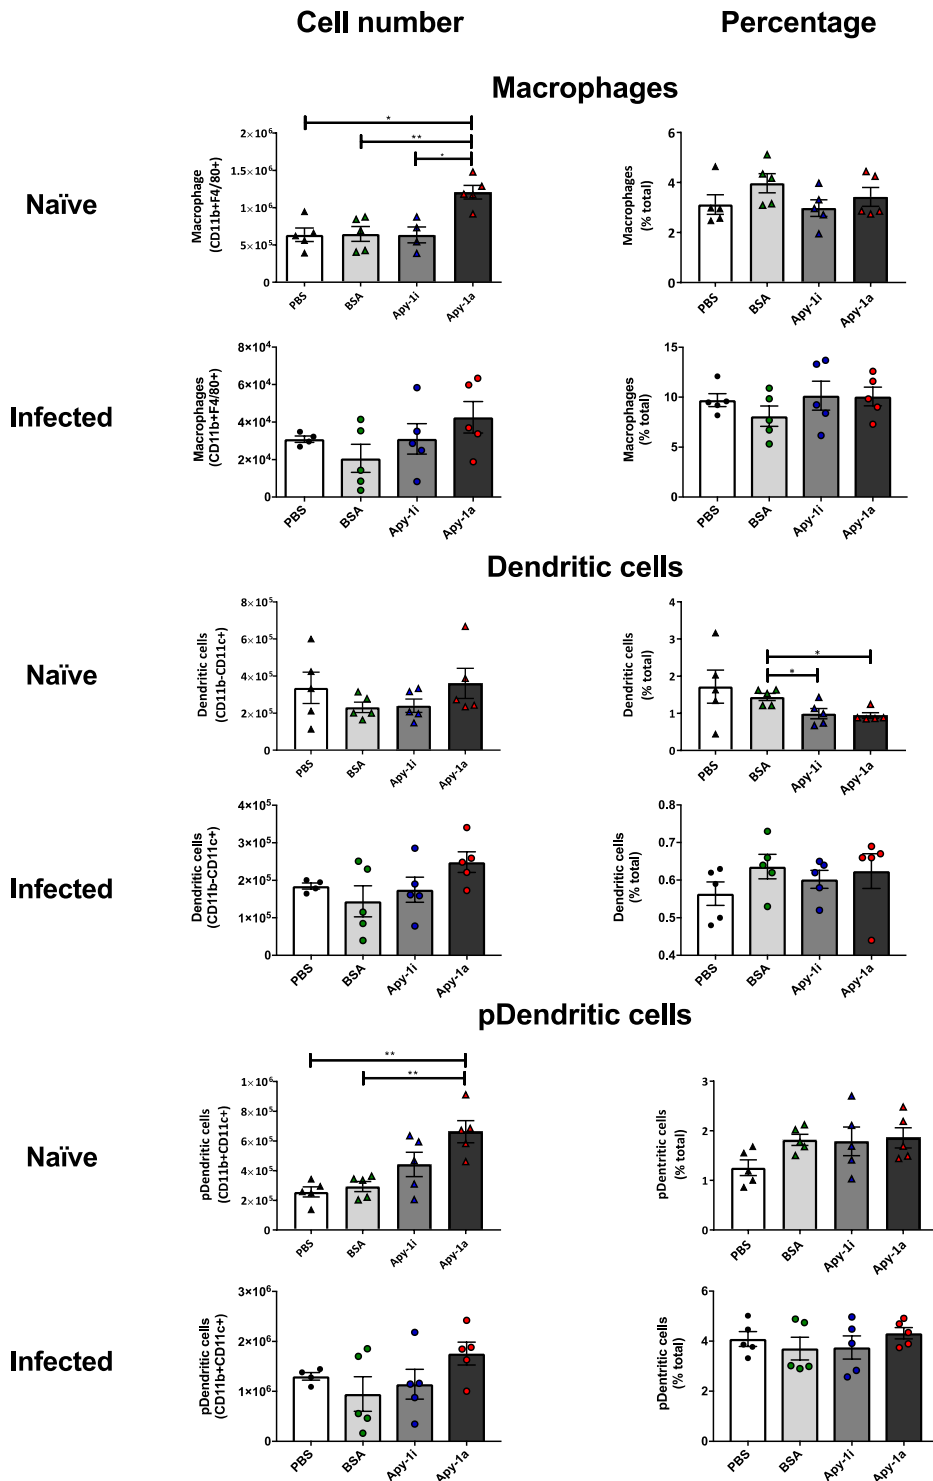 Cell number
Percentage
Macrophages
Naïve
Macrophage
(CD11b+F4/80+)
2×10⁶
1.5×10⁶
1×10⁶
5×10⁵
0
*
**
*
PBS
BSA
Apy-1i
Apy-1a
Macrophages
(% total)
6
4
2
0
PBS
BSA
Apy-1i
Apy-1a
Infected
Macrophages
(CD11b+F4/80+)
8×10⁴
6×10⁴
4×10⁴
2×10⁴
0
PBS
BSA
Apy-1i
Apy-1a
Macrophages
(% total)
15
10
5
0
PBS
BSA
Apy-1i
Apy-1a
Dendritic cells
Naïve
Dendritic cells
(CD11b-CD11c+)
8×10⁵
6×10⁵
4×10⁵
2×10⁵
0
PBS
BSA
Apy-1i
Apy-1a
Dendritic cells
(% total)
4
3
2
1
0
*
*
PBS
BSA
Apy-1i
Apy-1a
Infected
Dendritic cells
(CD11b-CD11c+)
4×10⁵
3×10⁵
2×10⁵
1×10⁵
0
PBS
BSA
Apy-1i
Apy-1a
Dendritic cells
(% total)
0.8
0.7
0.6
0.5
0.4
PBS
BSA
Apy-1i
Apy-1a
pDendritic cells
Naïve
pDendritic cells
(CD11b+CD11c+)
1×10⁶
8×10⁵
6×10⁵
4×10⁵
2×10⁵
0
**
**
PBS
BSA
Apy-1i
Apy-1a
pDentritic cells
(% total)
3
2
1
0
PBS
BSA
Apy-1i
Apy-1a
Infected
pDendritic cells
(CD11b+CD11c+)
3×10⁶
2×10⁶
1×10⁶
0
PBS
BSA
Apy-1i
Apy-1a
pDentritic cells
(% total)
6
4
2
0
PBS
BSA
Apy-1i
Apy-1a